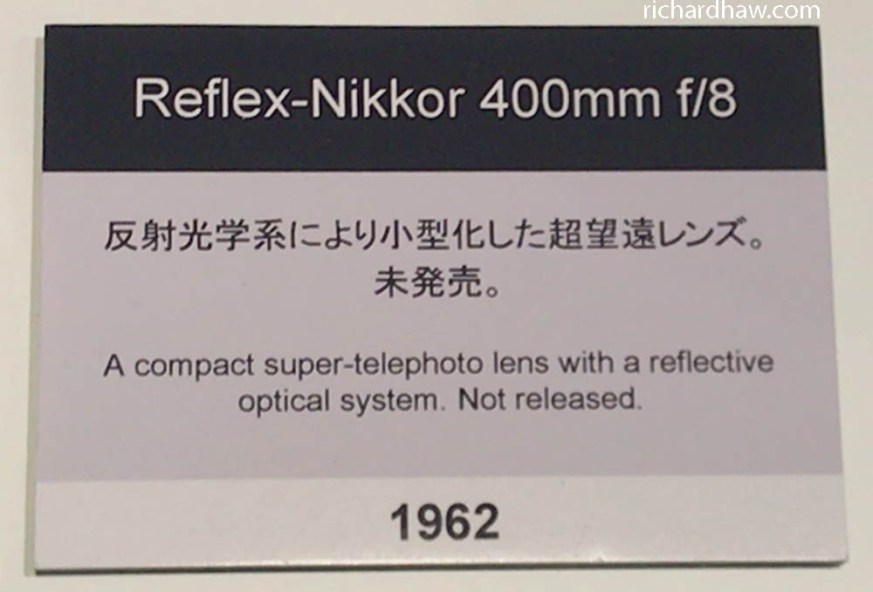 richardhaw.com
Reflex-Nikkor 400mm f/8
反射光学系により小型化した超望遠レンズ。
未発売。
A compact super-telephoto lens with a reflective
optical system. Not released.
1962